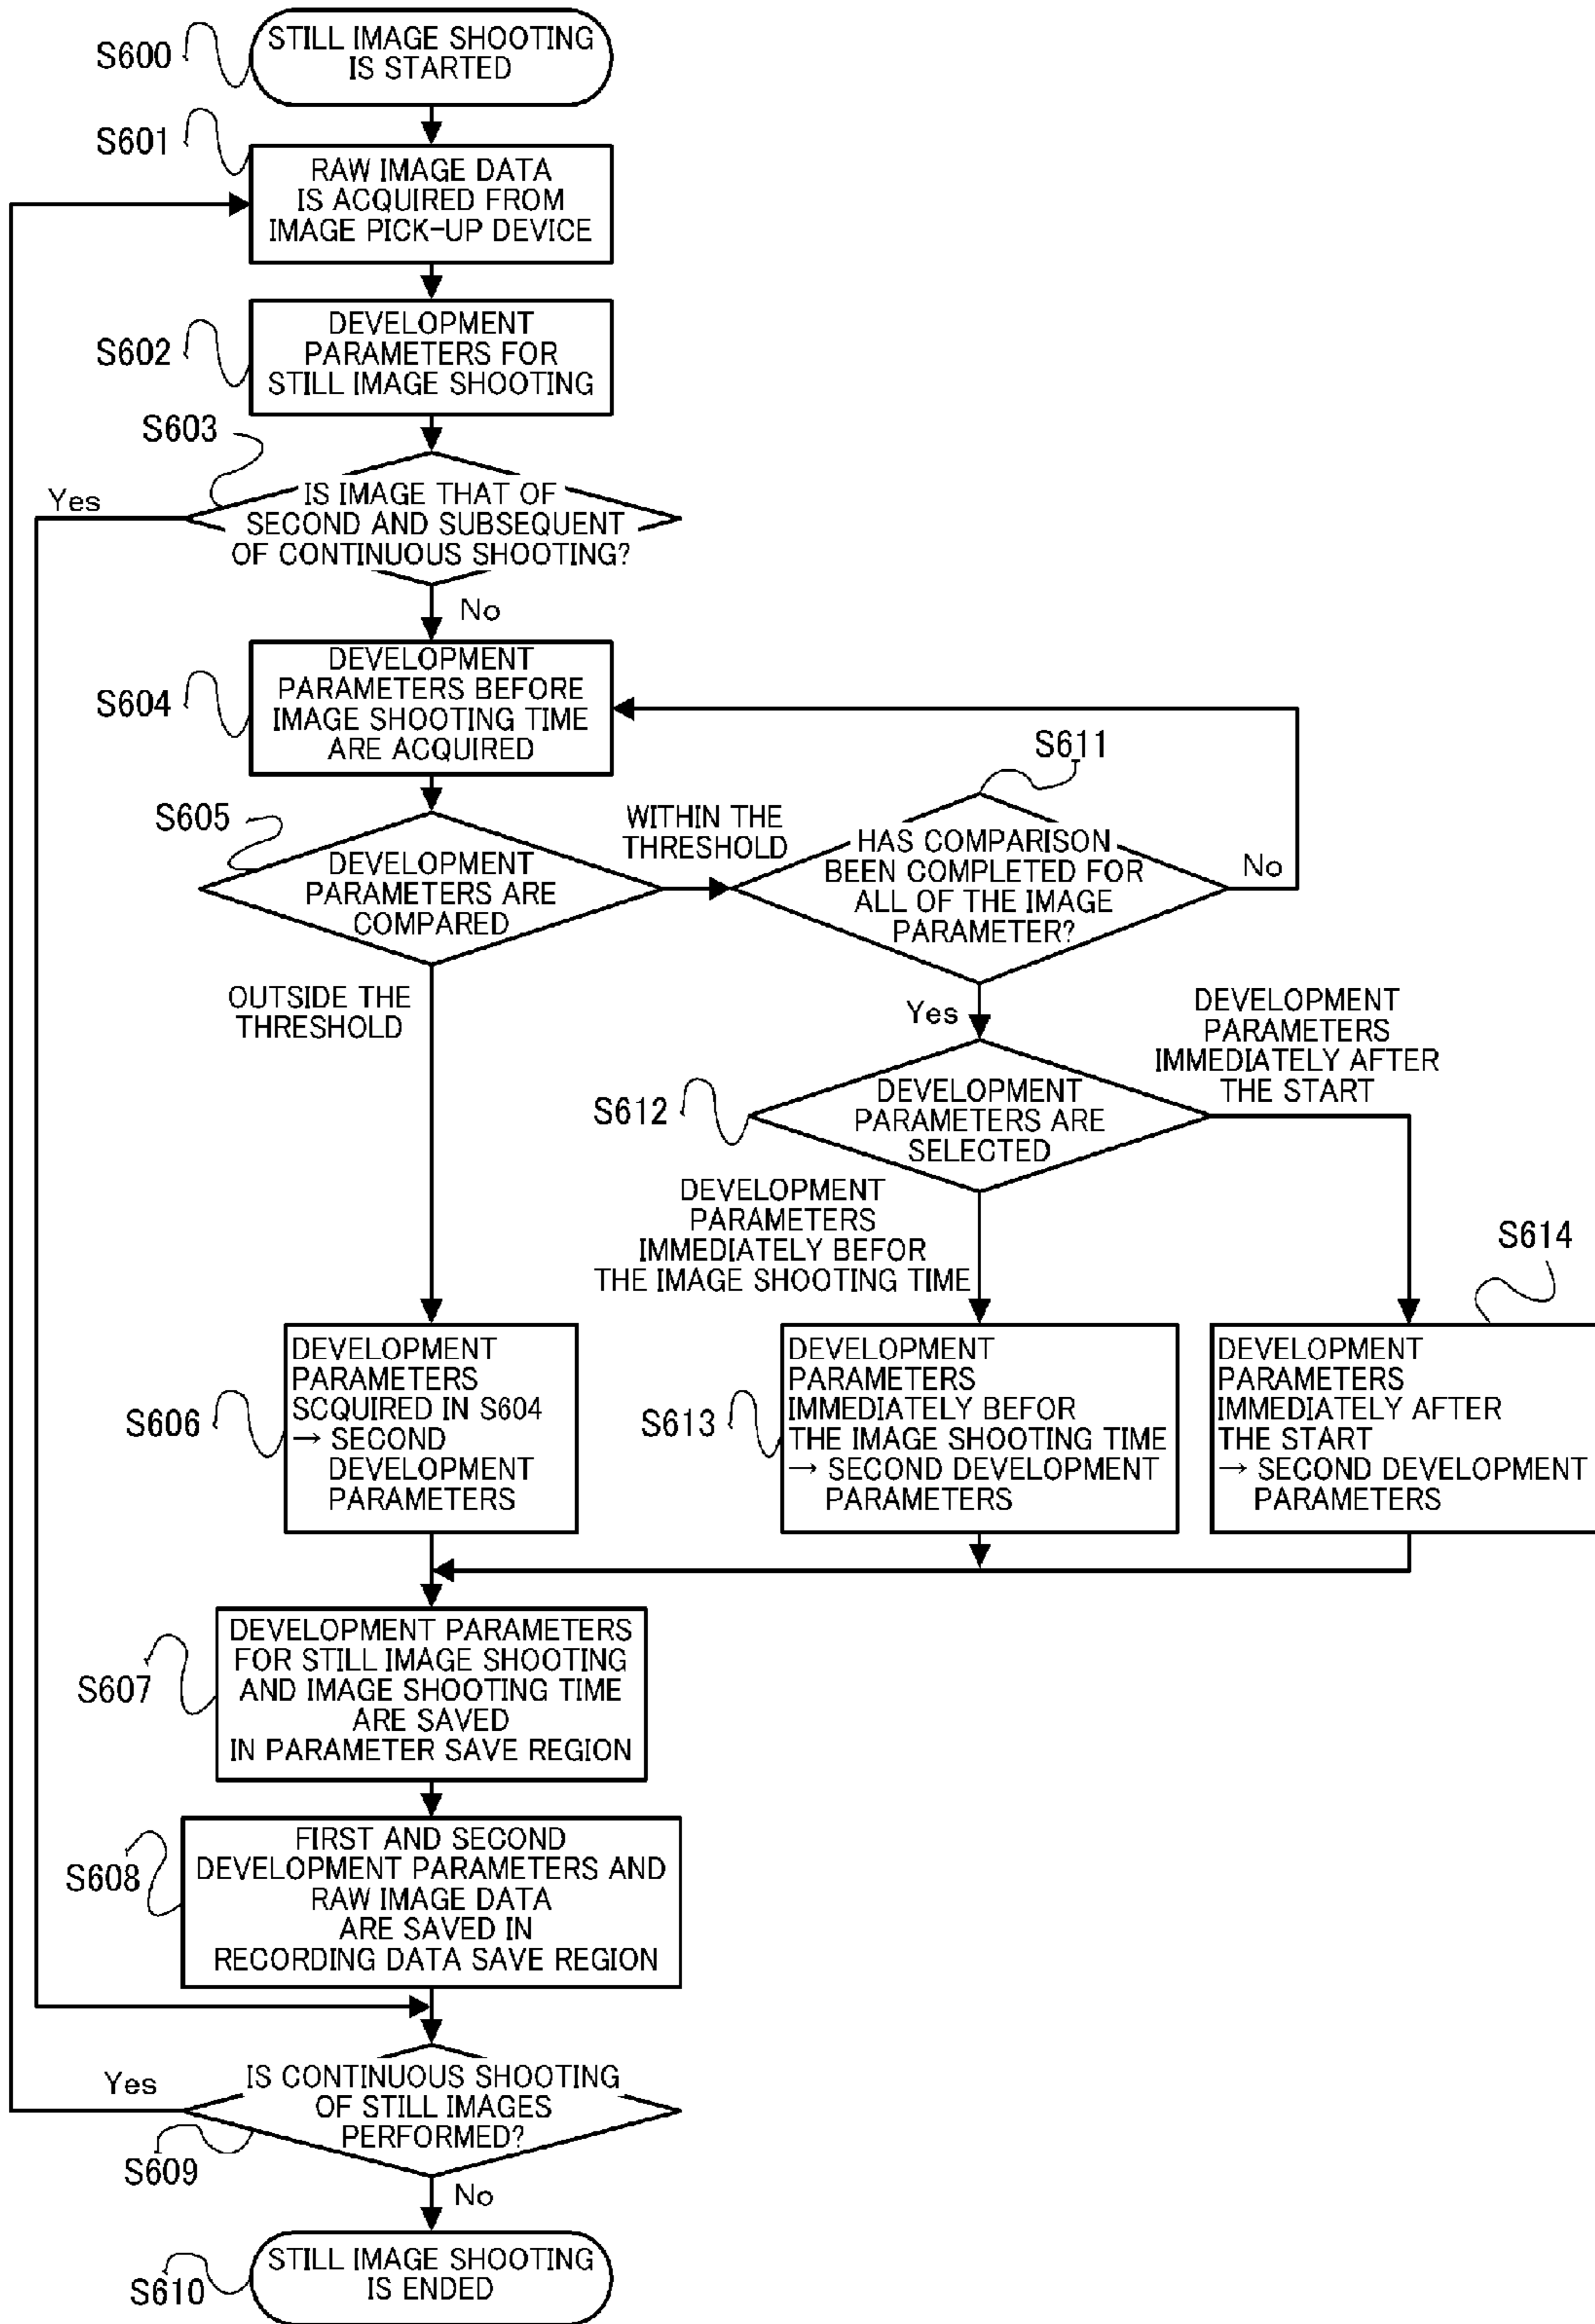 S600
STILL IMAGE SHOOTING
IS STARTED
S601
RAW IMAGE DATA
IS ACQUIRED FROM
IMAGE PICK-UP DEVICE
S602
DEVELOPMENT
PARAMETERS FOR
STILL IMAGE SHOOTING
S603
Yes
IS IMAGE THAT OF
SECOND AND SUBSEQUENT
OF CONTINUOUS SHOOTING?
No
S604
DEVELOPMENT
PARAMETERS BEFORE
IMAGE SHOOTING TIME
ARE ACQUIRED
S605
DEVELOPMENT
PARAMETERS ARE
COMPARED
WITHIN THE
THRESHOLD
S611
HAS COMPARISON
BEEN COMPLETED FOR
ALL OF THE IMAGE
PARAMETER?
No
OUTSIDE THE
THRESHOLD
Yes
S612
DEVELOPMENT
PARAMETERS ARE
SELECTED
DEVELOPMENT
PARAMETERS
IMMEDIATELY AFTER
THE START
DEVELOPMENT
PARAMETERS
IMMEDIATELY BEFOR
THE IMAGE SHOOTING TIME
S606
DEVELOPMENT
PARAMETERS
SCQUIRED IN S604
→ SECOND
DEVELOPMENT
PARAMETERS
S613
DEVELOPMENT
PARAMETERS
IMMEDIATELY BEFOR
THE IMAGE SHOOTING TIME
→ SECOND DEVELOPMENT
PARAMETERS
S614
DEVELOPMENT
PARAMETERS
IMMEDIATELY AFTER
THE START
→ SECOND DEVELOPMENT
PARAMETERS
S607
DEVELOPMENT PARAMETERS
FOR STILL IMAGE SHOOTING
AND IMAGE SHOOTING TIME
ARE SAVED
IN PARAMETER SAVE REGION
S608
FIRST AND SECOND
DEVELOPMENT PARAMETERS AND
RAW IMAGE DATA
ARE SAVED IN
RECORDING DATA SAVE REGION
Yes
IS CONTINUOUS SHOOTING
OF STILL IMAGES
PERFORMED?
S609
No
S610
STILL IMAGE SHOOTING
IS ENDED